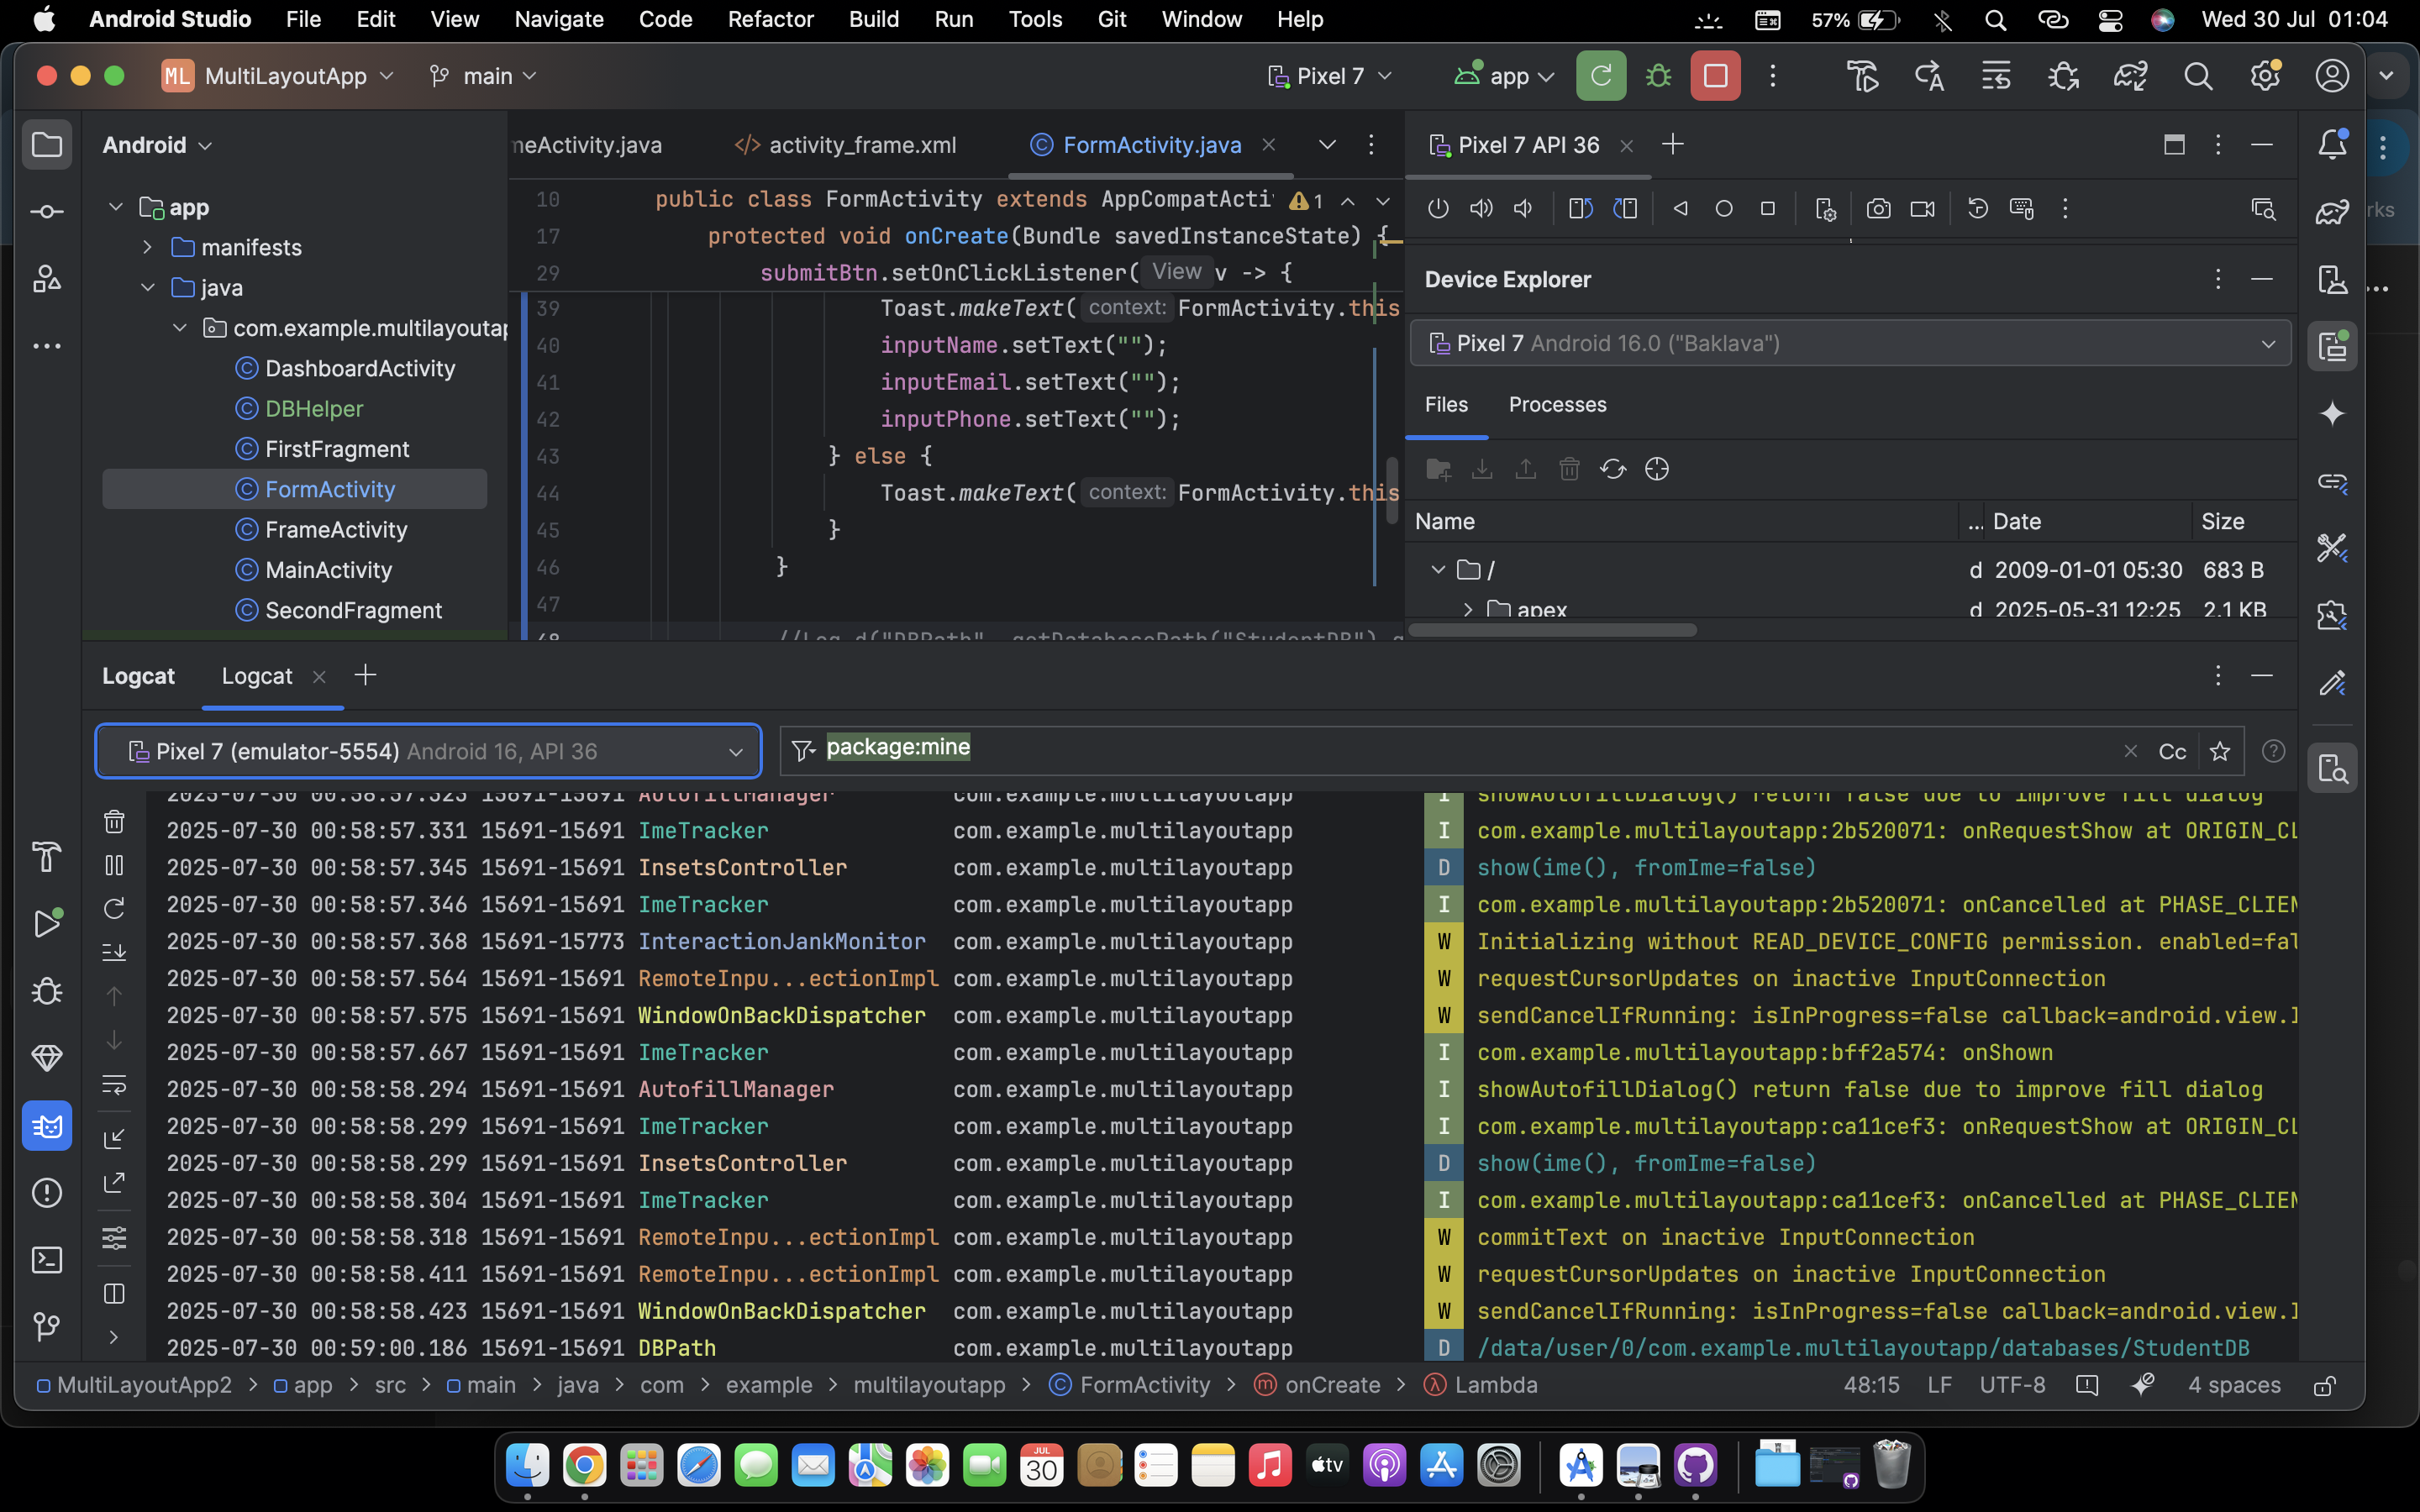 Android Studio File Edit View Navigate Code Refactor Build Run Tools Git Window Help 57% Wed 30 Jul 01:04
ML MultiLayoutApp main Pixel 7 app
Android
app
manifests
java
com.example.multilayoutap
DashboardActivity
DBHelper
FirstFragment
FormActivity
FrameActivity
MainActivity
SecondFragment
meActivity.java </> activity_frame.xml FormActivity.java
10 public class FormActivity extends AppCompatActi 1
17 protected void onCreate(Bundle savedInstanceState) {
29 submitBtn.setOnClickListener( View v -> {
39 Toast.makeText( context: FormActivity.this
40 inputName.setText("");
41 inputEmail.setText("");
42 inputPhone.setText("");
43 } else {
44 Toast.makeText( context: FormActivity.this
45 }
46 }
47
48 //Log.d("DBPath", getDatabasePath("StudentDB").g
Pixel 7 API 36
Device Explorer
Pixel 7 Android 16.0 ("Baklava")
Files Processes
Name ... Date Size
/ d 2009-01-01 05:30 683 B
apex d 2025-05-31 12:25 2.1 KB
rks
Logcat Logcat
Pixel 7 (emulator-5554) Android 16, API 36 package:mine Cc
2025-07-30 00:58:57.323 15691-15691 AutofillManager com.example.multilayoutapp I showAutofillDialog() return false due to improve fill dialog
2025-07-30 00:58:57.331 15691-15691 ImeTracker com.example.multilayoutapp I com.example.multilayoutapp:2b520071: onRequestShow at ORIGIN_CL
2025-07-30 00:58:57.345 15691-15691 InsetsController com.example.multilayoutapp D show(ime(), fromIme=false)
2025-07-30 00:58:57.346 15691-15691 ImeTracker com.example.multilayoutapp I com.example.multilayoutapp:2b520071: onCancelled at PHASE_CLIEN
2025-07-30 00:58:57.368 15691-15773 InteractionJankMonitor com.example.multilayoutapp W Initializing without READ_DEVICE_CONFIG permission. enabled=fal
2025-07-30 00:58:57.564 15691-15691 RemoteInpu...ectionImpl com.example.multilayoutapp W requestCursorUpdates on inactive InputConnection
2025-07-30 00:58:57.575 15691-15691 WindowOnBackDispatcher com.example.multilayoutapp W sendCancelIfRunning: isInProgress=false callback=android.view.I
2025-07-30 00:58:57.667 15691-15691 ImeTracker com.example.multilayoutapp I com.example.multilayoutapp:bff2a574: onShown
2025-07-30 00:58:58.294 15691-15691 AutofillManager com.example.multilayoutapp I showAutofillDialog() return false due to improve fill dialog
2025-07-30 00:58:58.299 15691-15691 ImeTracker com.example.multilayoutapp I com.example.multilayoutapp:ca11cef3: onRequestShow at ORIGIN_CL
2025-07-30 00:58:58.299 15691-15691 InsetsController com.example.multilayoutapp D show(ime(), fromIme=false)
2025-07-30 00:58:58.304 15691-15691 ImeTracker com.example.multilayoutapp I com.example.multilayoutapp:ca11cef3: onCancelled at PHASE_CLIEN
2025-07-30 00:58:58.318 15691-15691 RemoteInpu...ectionImpl com.example.multilayoutapp W commitText on inactive InputConnection
2025-07-30 00:58:58.411 15691-15691 RemoteInpu...ectionImpl com.example.multilayoutapp W requestCursorUpdates on inactive InputConnection
2025-07-30 00:58:58.423 15691-15691 WindowOnBackDispatcher com.example.multilayoutapp W sendCancelIfRunning: isInProgress=false callback=android.view.I
2025-07-30 00:59:00.186 15691-15691 DBPath com.example.multilayoutapp D /data/user/0/com.example.multilayoutapp/databases/StudentDB
MultiLayoutApp2 > app > src > main > java > com > example > multilayoutapp > FormActivity > onCreate > Lambda 48:15 LF UTF-8 4 spaces
JUL
30
tv